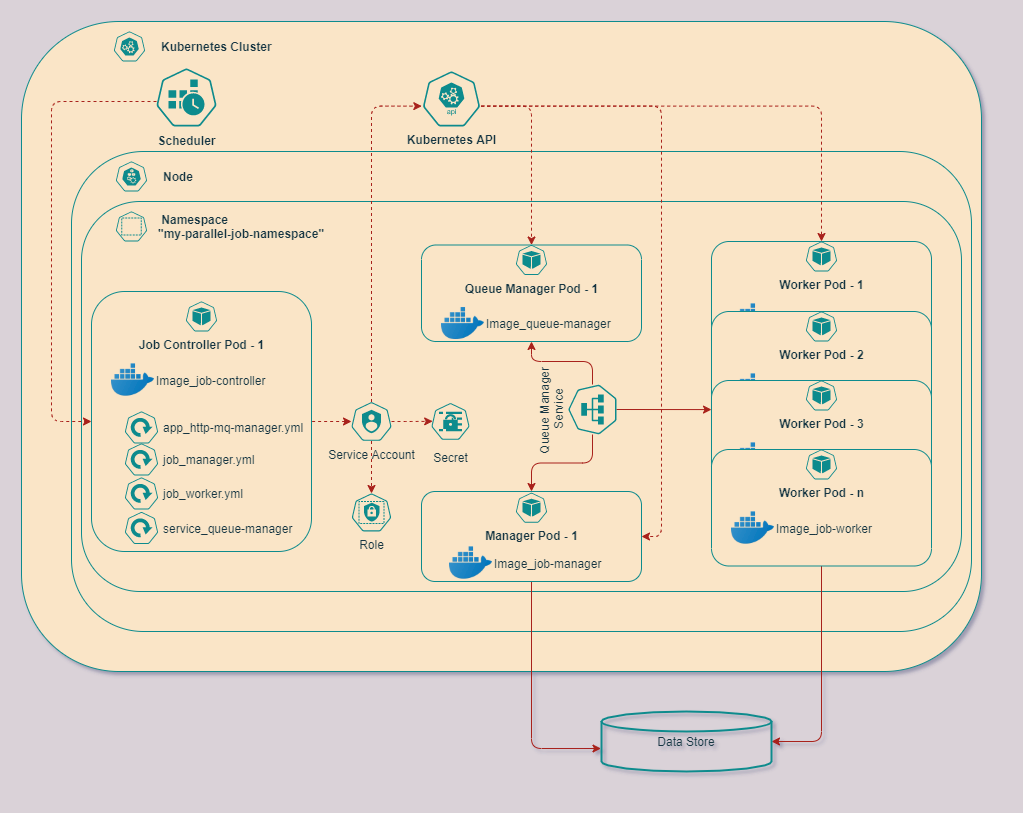 Kubernetes Cluster
Scheduler
api
Kubernetes API
Node
Namespace
"my-parallel-job-namespace"
Job Controller Pod - 1
Image_job-controller
app_http-mq-manager.yml
job_manager.yml
job_worker.yml
service_queue-manager
Service Account
Secret
Role
Queue Manager Pod - 1
Image_queue-manager
Queue Manager
Service
Manager Pod - 1
Image_job-manager
Worker Pod - 1
Worker Pod - 2
Worker Pod - 3
Worker Pod - n
Image_job-worker
Data Store